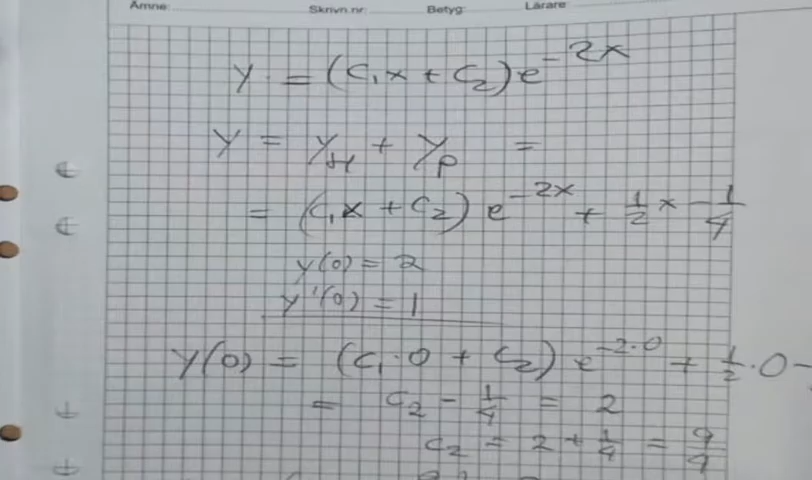 Ämne: Skrivn.nr: Betyg: Lärare:
y = (c₁x + c₂)e^{-2x}
y = y_H + y_p =
= (c₁x + c₂) e^{-2x} + 1/2 x - 1/4
y(0) = 2
y'(0) = 1
y(0) = (c₁·0 + c₂) e^{-2·0} + 1/2·0 -
= c₂ - 1/4 = 2
c₂ = 2 + 1/4 = 9/4